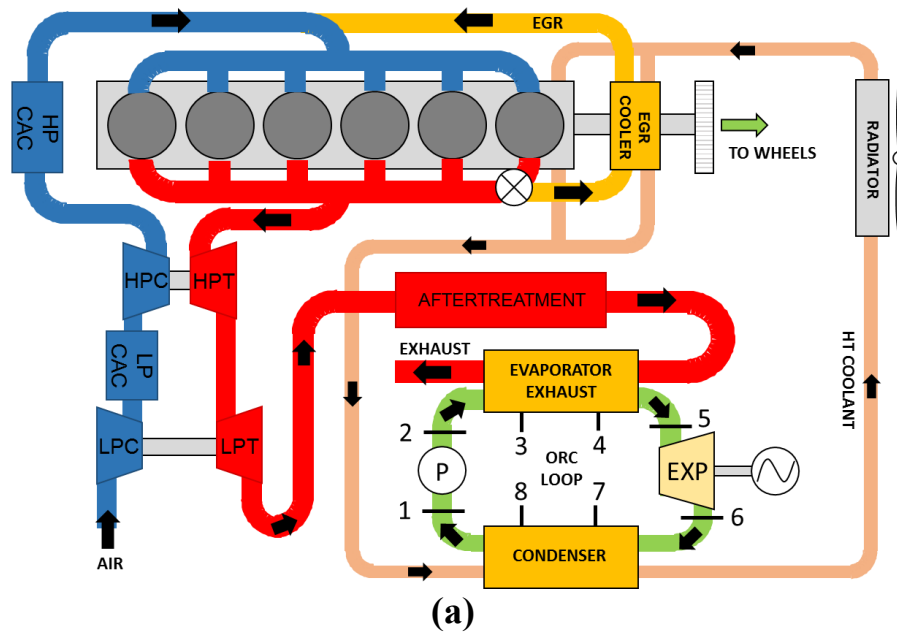 EGR
HP
CAC
EGR
COOLER
TO WHEELS
RADIATOR
HPC
HPT
LP
CAC
LPC
LPT
AIR
AFTERTREATMENT
EXHAUST
EVAPORATOR
EXHAUST
HT COOLANT
2
3
4
5
P
ORC
LOOP
EXP
1
8
7
6
CONDENSER
(a)